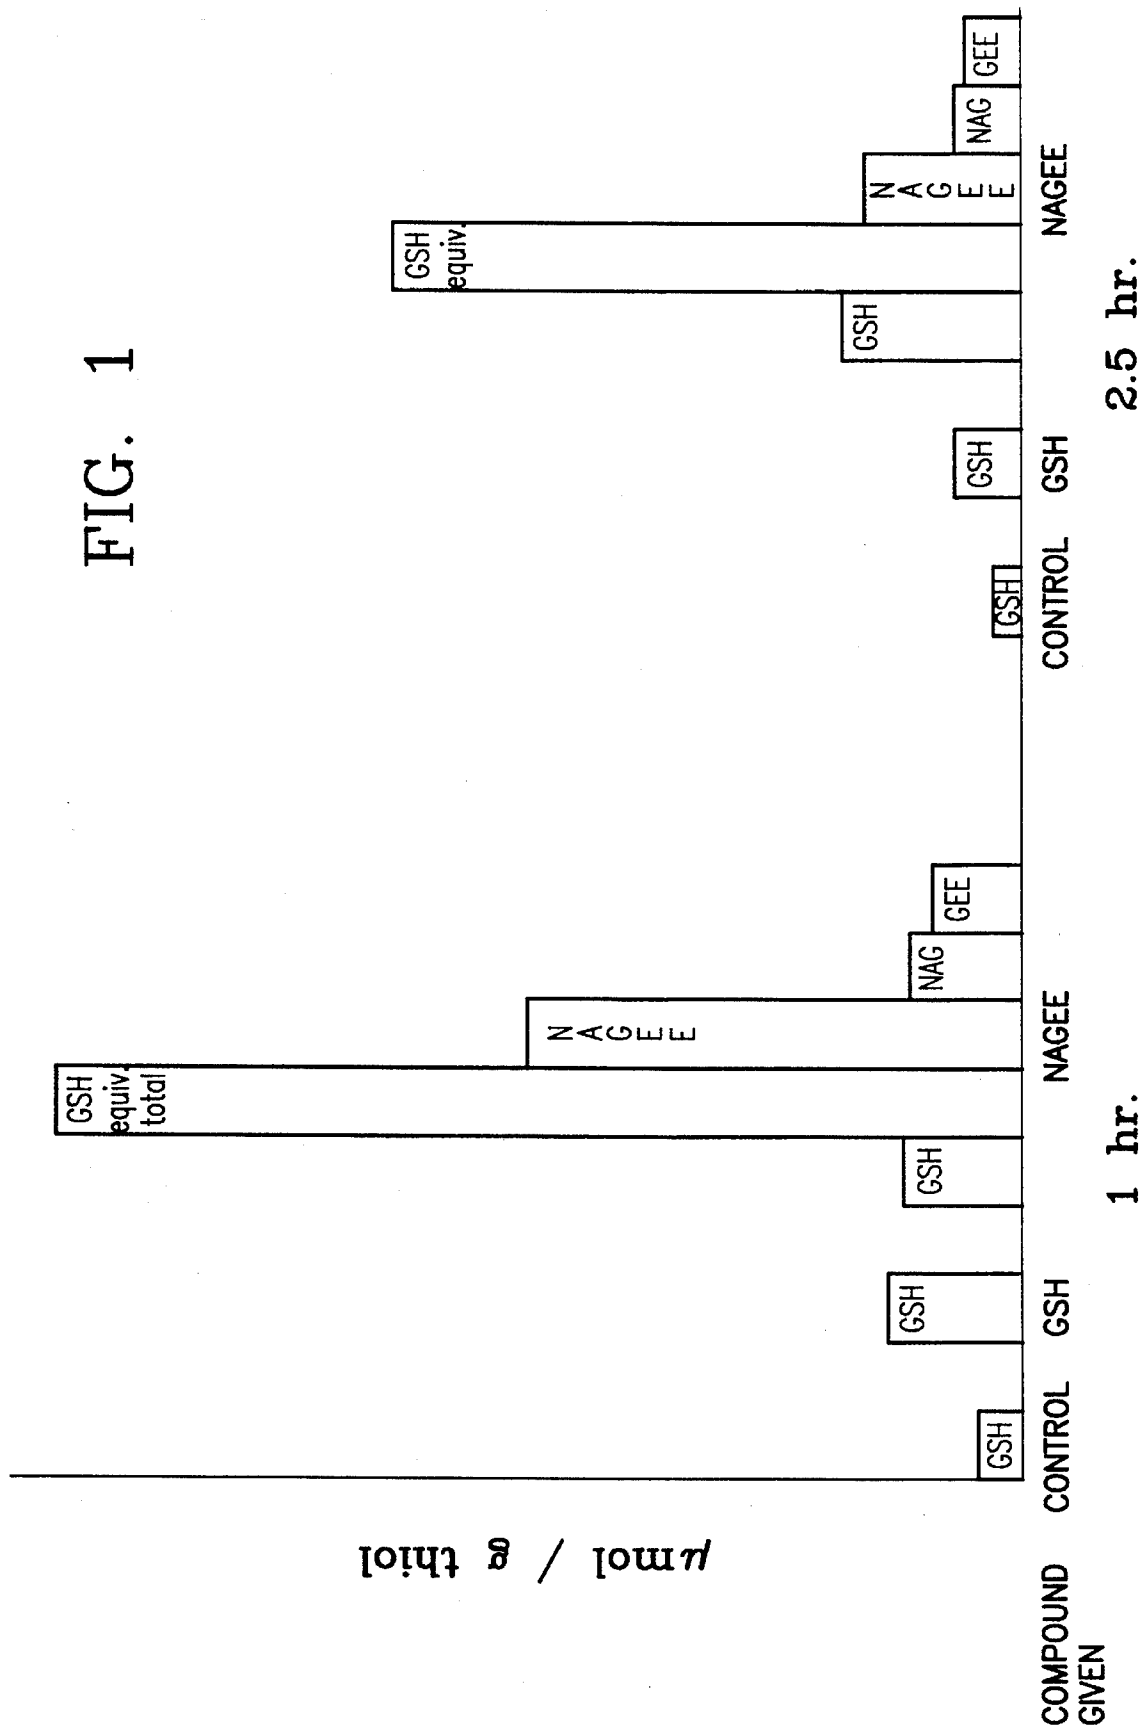 FIG. 1
μmol / g thiol
GSH
GSH
GSH
GSH
equiv.
total
N
A
G
E
E
NAG
GEE
GSH
GSH
GSH
GSH
equiv.
N
A
G
E
E
NAG
GEE
COMPOUND
GIVEN
CONTROL
GSH
NAGEE
CONTROL
GSH
NAGEE
1 hr.
2.5 hr.